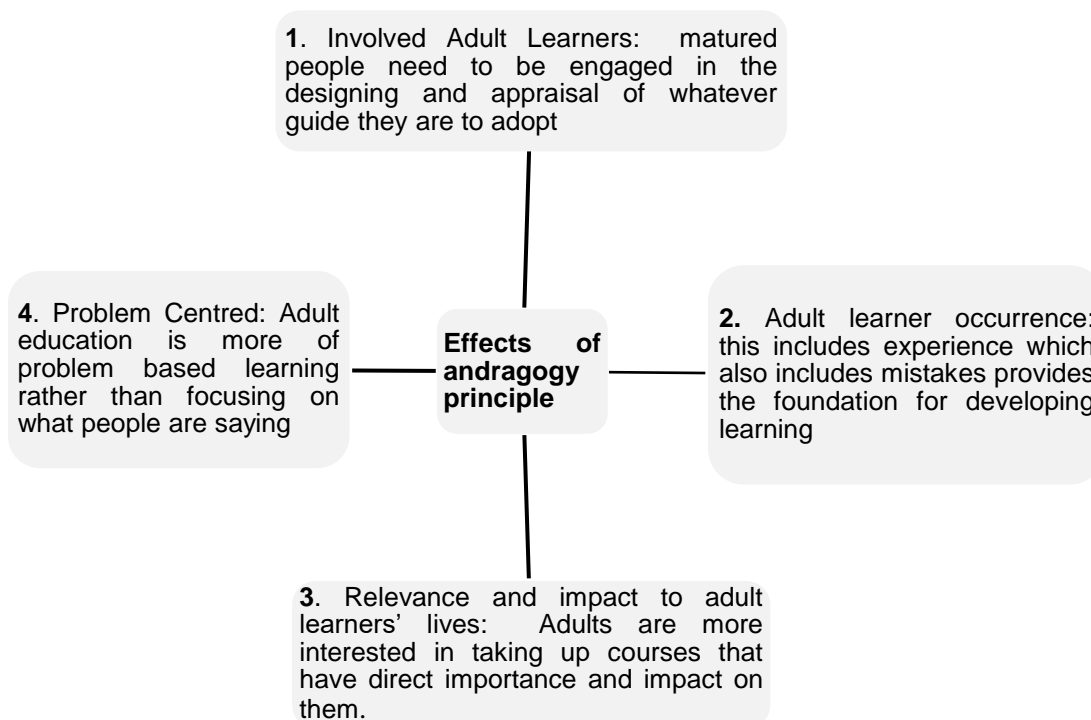 1. Involved Adult Learners: matured
people need to be engaged in the
designing and appraisal of whatever
guide they are to adopt
4. Problem Centred: Adult
education is more of
problem based learning
rather than focusing on
what people are saying
Effects of
andragogy
principle
2. Adult learner occurrence:
this includes experience which
also includes mistakes provides
the foundation for developing
learning
3. Relevance and impact to adult
learners’ lives: Adults are more
interested in taking up courses that
have direct importance and impact on
them.